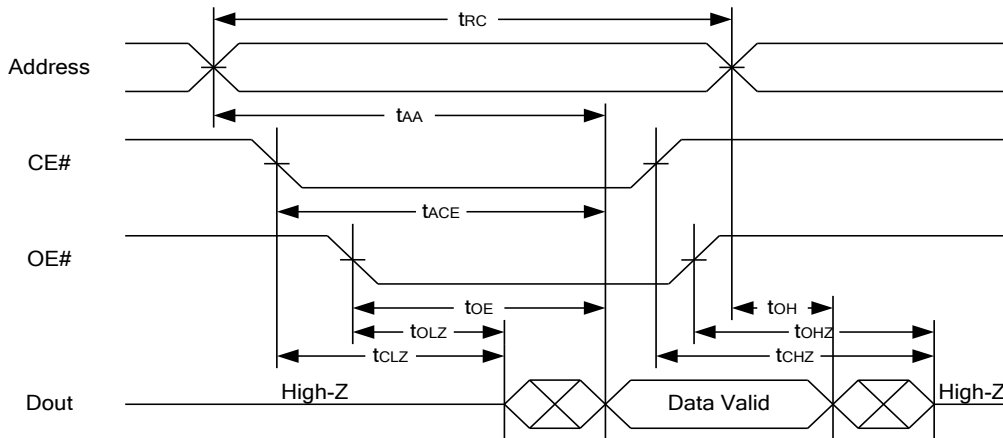 tRC
Address
tAA
CE#
tACE
OE#
tOE
tOH
tOLZ
tOHZ
tCLZ
tCHZ
High-Z
Data Valid
High-Z
Dout